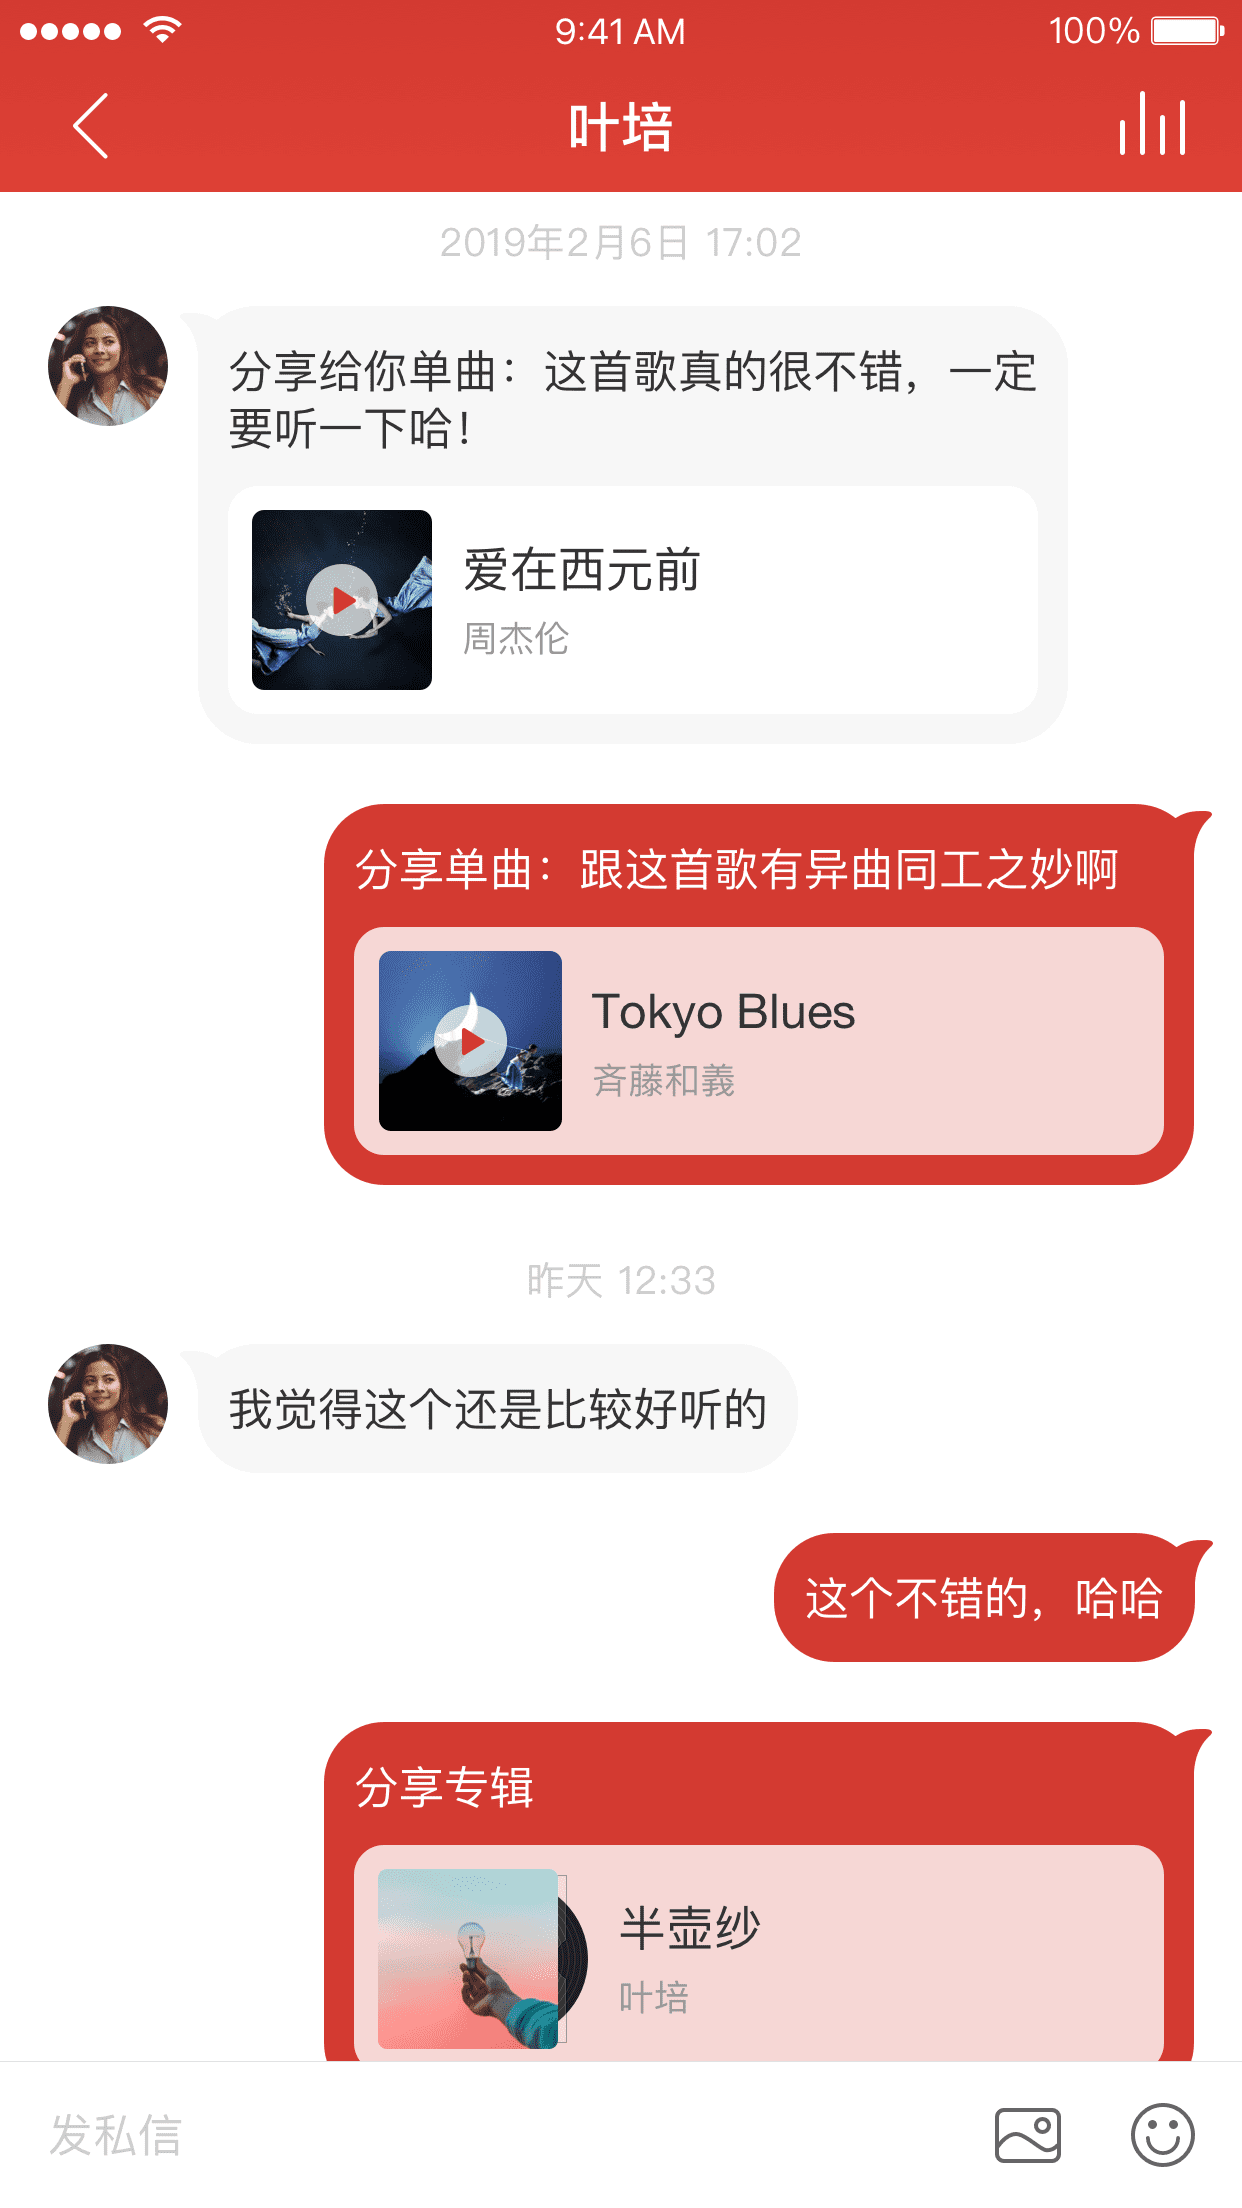 9:41 AM
100%
叶培
2019年2月6日 17:02
分享给你单曲：这首歌真的很不错，一定
要听一下哈！
爱在西元前
周杰伦
分享单曲：跟这首歌有异曲同工之妙啊
Tokyo Blues
斉藤和義
昨天 12:33
我觉得这个还是比较好听的
这个不错的，哈哈
分享专辑
半壶纱
叶培
发私信